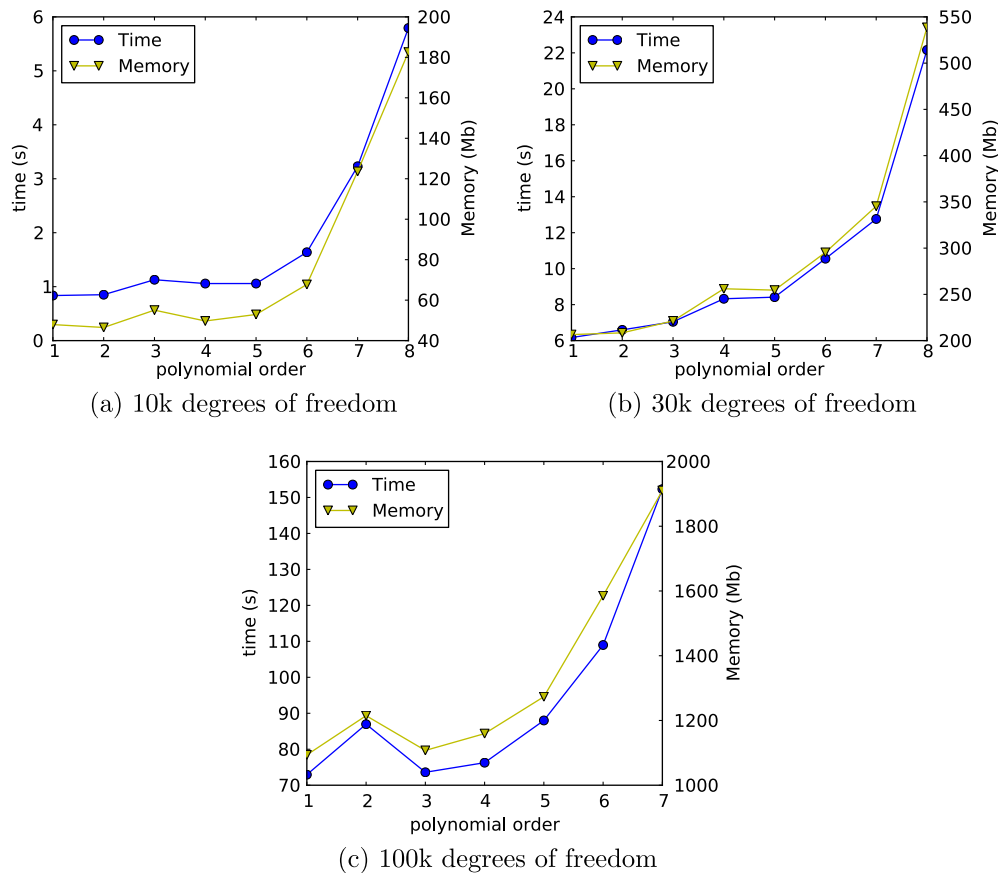 Time
Memory
time (s)
0
1
2
3
4
5
6
Memory (Mb)
40
60
80
100
120
140
160
180
200
1 2 3 4 5 6 7 8
polynomial order
(a) 10k degrees of freedom
Time
Memory
time (s)
6
8
10
12
14
16
18
20
22
24
Memory (Mb)
200
250
300
350
400
450
500
550
1 2 3 4 5 6 7 8
polynomial order
(b) 30k degrees of freedom
Time
Memory
time (s)
70
80
90
100
110
120
130
140
150
160
Memory (Mb)
1000
1200
1400
1600
1800
2000
1 2 3 4 5 6 7
polynomial order
(c) 100k degrees of freedom